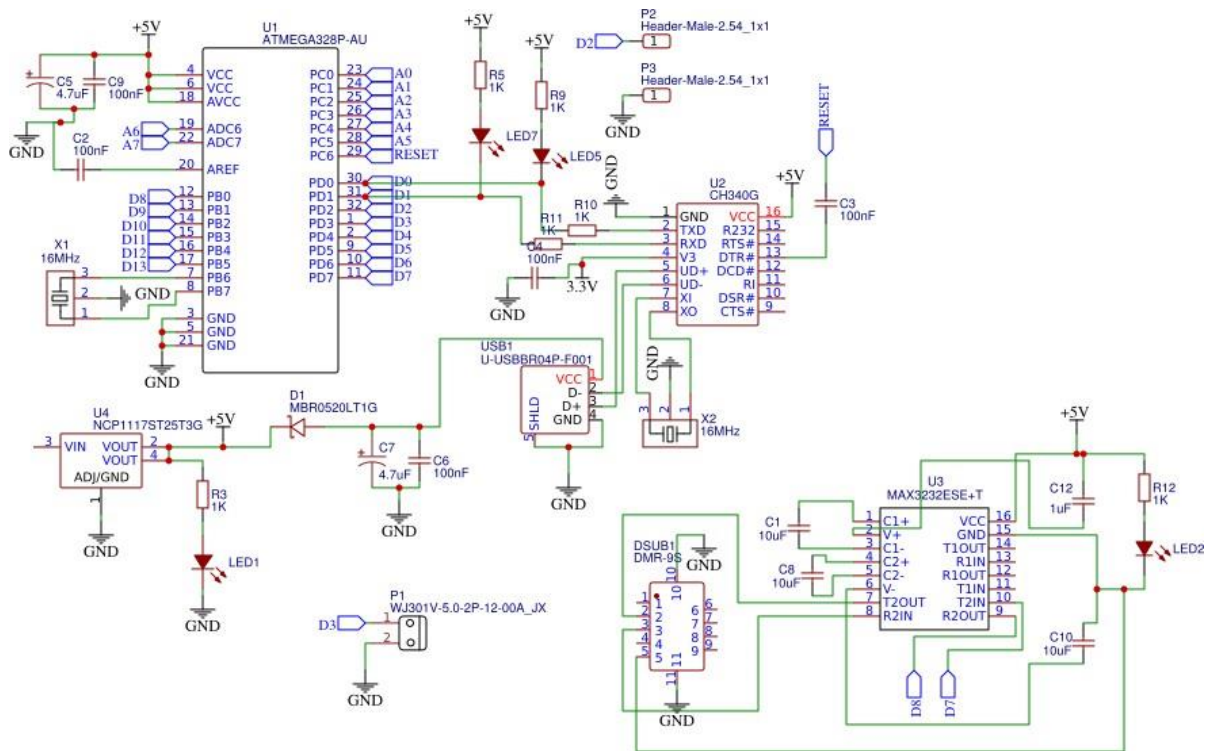 +5V
U1
ATMEGA328P-AU
4 VCC
6 VCC
18 AVCC
19 ADC6
22 ADC7
20 AREF
12 PB0
13 PB1
14 PB2
15 PB3
16 PB4
17 PB5
7 PB6
8 PB7
3 GND
5 GND
21 GND
PC0 23 A0
PC1 24 A1
PC2 25 A2
PC3 26 A3
PC4 27 A4
PC5 28 A5
PC6 29 RESET
PD0 30 D0
PD1 31 D1
PD2 32 D2
PD3 1 D3
PD4 2 D4
PD5 9 D5
PD6 10 D6
PD7 11 D7
C5
4.7uF
C9
100nF
GND
C2
100nF
A6
A7
D8
D9
D10
D11
D12
D13
X1
16MHz
3
2
1
GND
GND
+5V
R5
1K
LED7
+5V
R9
1K
LED5
P2
Header-Male-2.54_1x1
D2
1
P3
Header-Male-2.54_1x1
1
GND
RESET
GND
U2
CH340G
+5V
C3
100nF
1 GND VCC 16
2 TXD R232 15
3 RXD RTS# 14
4 V3 DTR# 13
5 UD+ DCD# 12
6 UD- RI 11
7 XI DSR# 10
8 XO CTS# 9
R11
1K
R10
1K
C4
100nF
GND
3.3V
USB1
U-USBBR04P-F001
VCC 1
D- 2
D+ 3
GND 4
SHLD 5
GND
GND
3 2 1
X2
16MHz
U4
NCP1117ST25T3G
3 VIN
VOUT 2
VOUT 4
ADJ/GND
1
GND
+5V
D1
MBR0520LT1G
R3
1K
LED1
GND
C7
4.7uF
C6
100nF
GND
P1
WJ301V-5.0-2P-12-00A_JX
D3
1
2
GND
DSUB1
DMR-9S
GND
10
10
1 1
2 2
3 3
4 4
5 5
6 6
7 7
8 8
9 9
11
11
GND
U3
MAX3232ESE+T
1 C1+ VCC 16
2 V+ GND 15
3 C1- T1OUT 14
4 C2+ R1IN 13
5 C2- R1OUT 12
6 V- T1IN 11
7 T2OUT T2IN 10
8 R2IN R2OUT 9
C1
10uF
C8
10uF
+5V
C12
1uF
R12
1K
LED2
C10
10uF
D8
D7